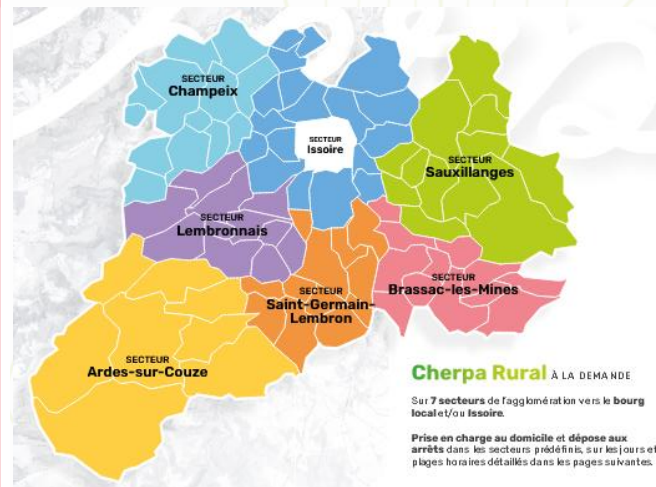 SECTEUR
Champeix
SECTEUR
Issoire
SECTEUR
Sauxillanges
SECTEUR
Lembronnais
SECTEUR
Saint-Germain-
Lembron
SECTEUR
Brassac-les-Mines
SECTEUR
Ardes-sur-Couze
Cherpa Rural À LA DEMANDE
Sur 7 secteurs de l'agglomération vers le bourg
local et/ou Issoire.
Prise en charge au domicile et dépose aux
arrêts dans les secteurs prédéfinis, sur les jours et
plages horaires détaillés dans les pages suivantes.